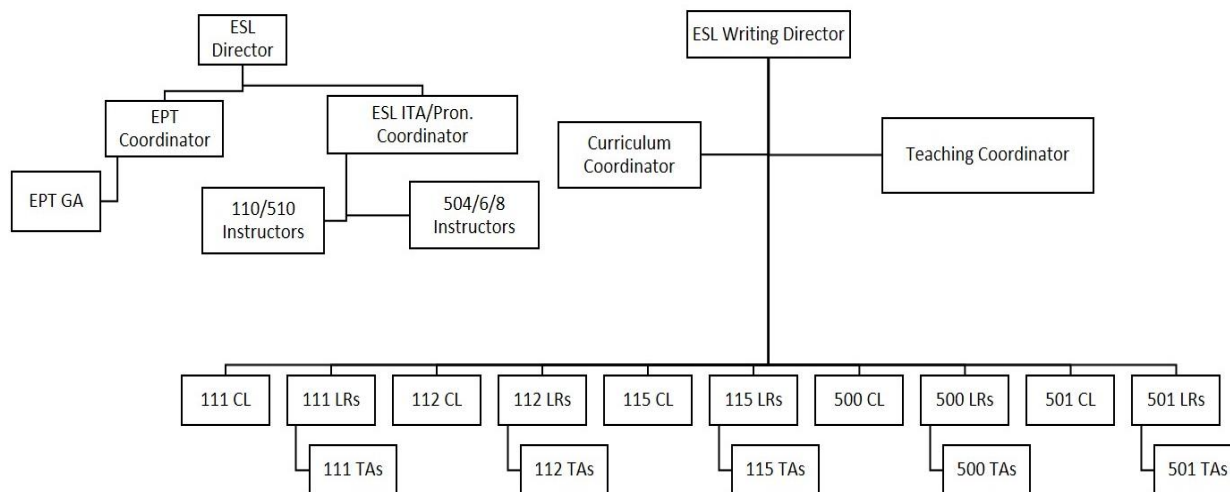 ESL
Director
ESL Writing Director
EPT
Coordinator
ESL ITA/Pron.
Coordinator
Curriculum
Coordinator
Teaching Coordinator
EPT GA
110/510
Instructors
504/6/8
Instructors
111 CL
111 LRs
112 CL
112 LRs
115 CL
115 LRs
500 CL
500 LRs
501 CL
501 LRs
111 TAs
112 TAs
115 TAs
500 TAs
501 TAs